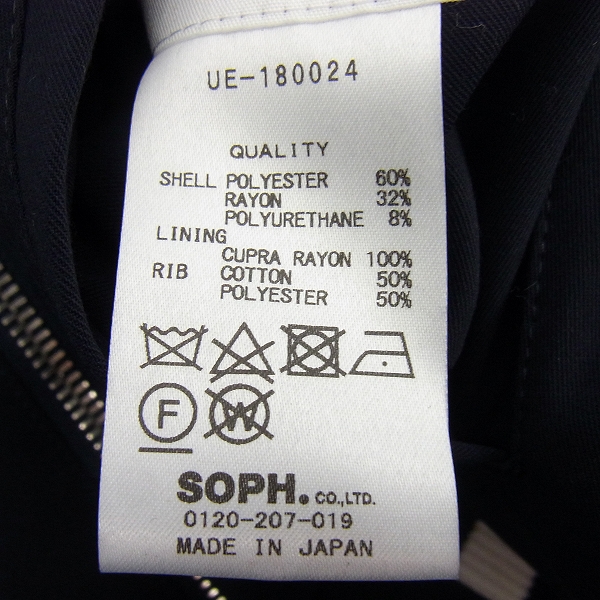 UE-180024
QUALITY
SHELL POLYESTER 60%
RAYON 32%
POLYURETHANE 8%
LINING
CUPRA RAYON 100%
RIB COTTON 50%
POLYESTER 50%
F W
SOPH. CO.,LTD.
0120-207-019
MADE IN JAPAN